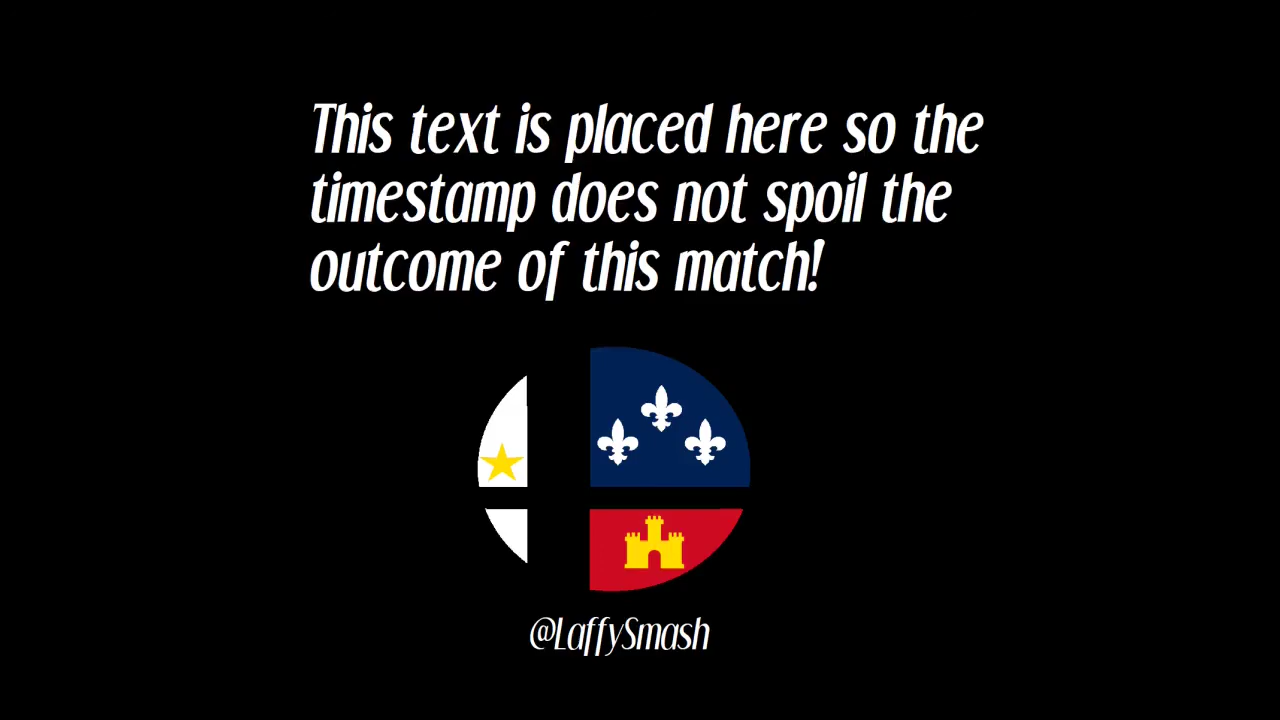 This text is placed here so the
timestamp does not spoil the
outcome of this match!
@LaffySmash